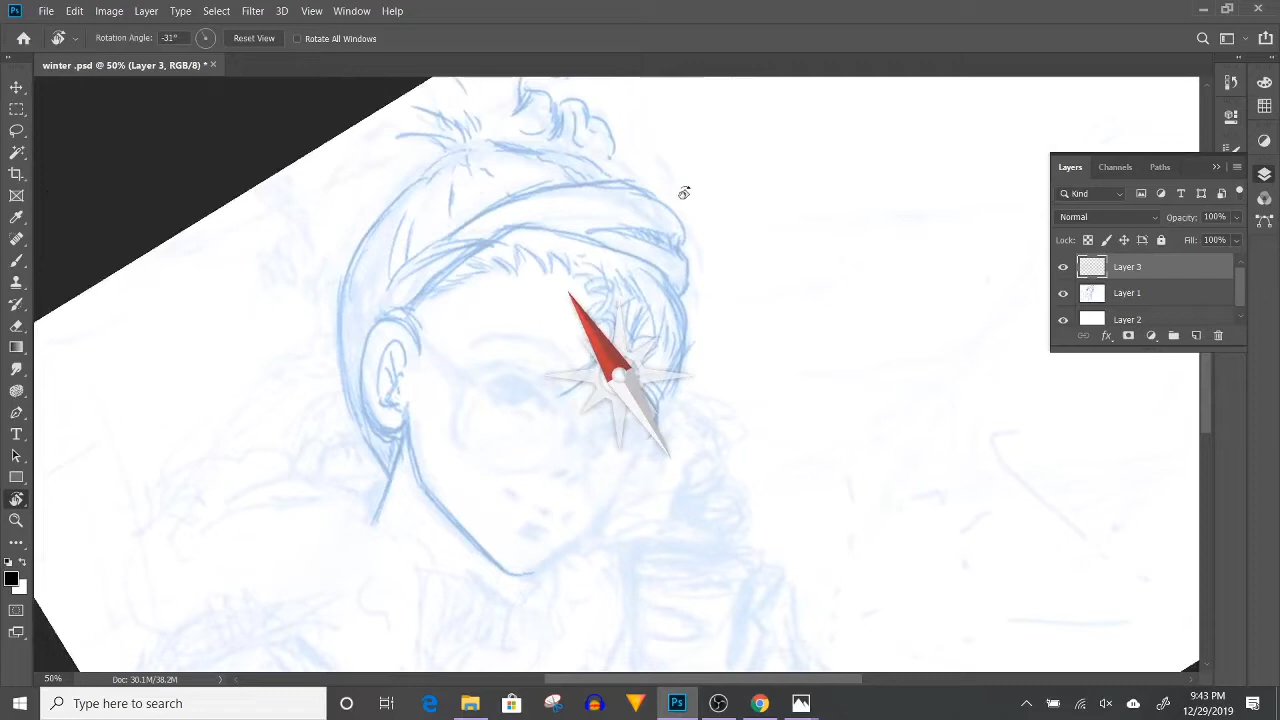 Ps File Edit Image Layer Type Select Filter 3D View Window Help
Rotation Angle: -31° Reset View Rotate All Windows
winter .psd @ 50% (Layer 3, RGB/8) * ×
Layers Channels Paths
Kind
Normal Opacity: 100%
Lock: Fill: 100%
Layer 3
Layer 1
Layer 2
fx
T
50% Doc: 30.1M/38.2M
Type here to search
Ps
9:43 PM
12/29/2019